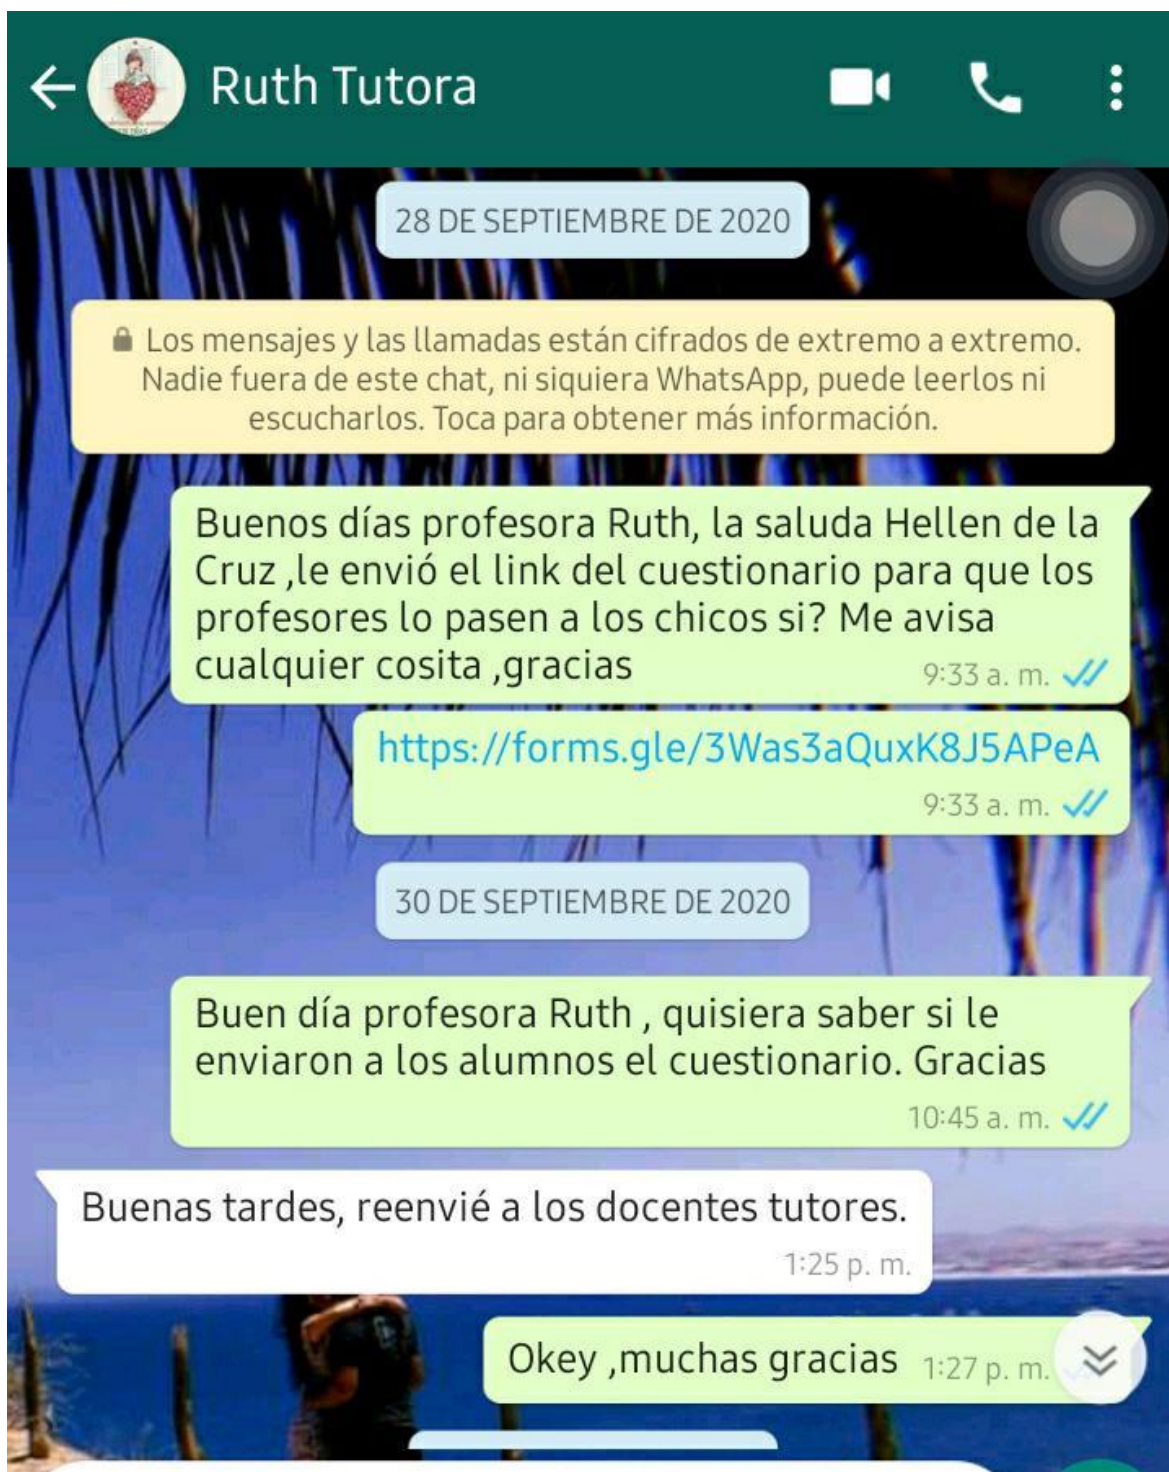 Ruth Tutora
28 DE SEPTIEMBRE DE 2020
Los mensajes y las llamadas están cifrados de extremo a extremo.
Nadie fuera de este chat, ni siquiera WhatsApp, puede leerlos ni
escucharlos. Toca para obtener más información.
Buenos días profesora Ruth, la saluda Hellen de la
Cruz ,le envió el link del cuestionario para que los
profesores lo pasen a los chicos si? Me avisa
cualquier cosita ,gracias
9:33 a. m.
https://forms.gle/3Was3aQuxK8J5APeA
9:33 a. m.
30 DE SEPTIEMBRE DE 2020
Buen día profesora Ruth , quisiera saber si le
enviaron a los alumnos el cuestionario. Gracias
10:45 a. m.
Buenas tardes, reenvié a los docentes tutores.
1:25 p. m.
Okey ,muchas gracias 1:27 p. m.